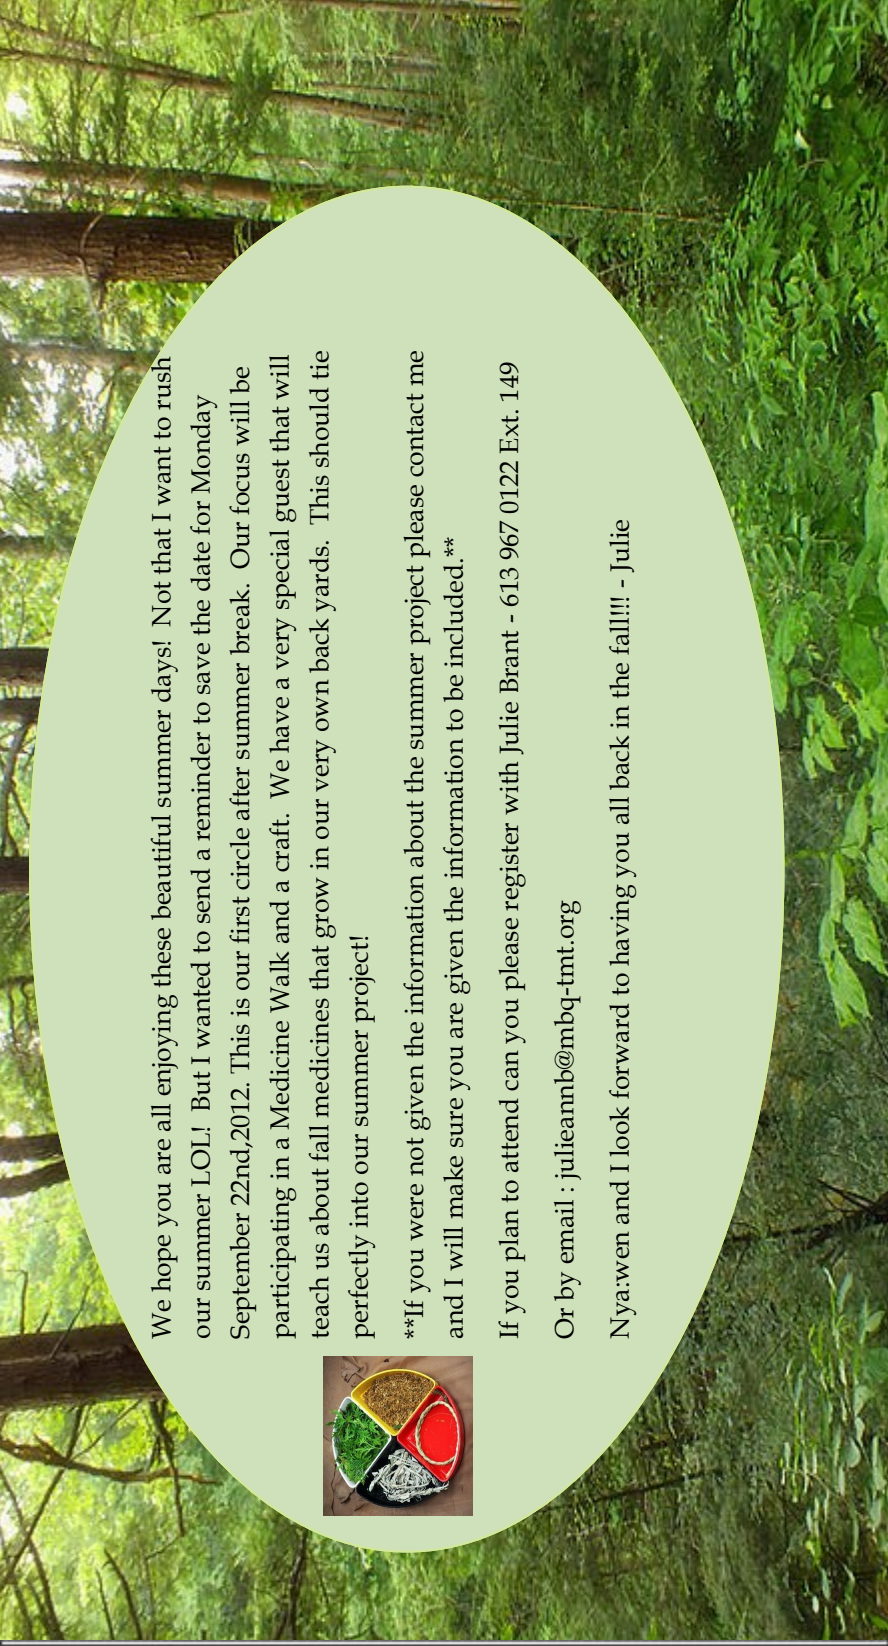 We hope you are all enjoying these beautiful summer days!  Not that I want to rush
our summer LOL!  But I wanted to send a reminder to save the date for Monday
September 22nd,2012. This is our first circle after summer break.  Our focus will be
participating in a Medicine Walk and a craft.  We have a very special guest that will
teach us about fall medicines that grow in our very own back yards.  This should tie
perfectly into our summer project!
**If you were not given the information about the summer project please contact me
and I will make sure you are given the information to be included.**
If you plan to attend can you please register with Julie Brant - 613 967 0122 Ext. 149
Or by email : julieannb@mbq-tmt.org
Nya:wen and I look forward to having you all back in the fall!!! - Julie